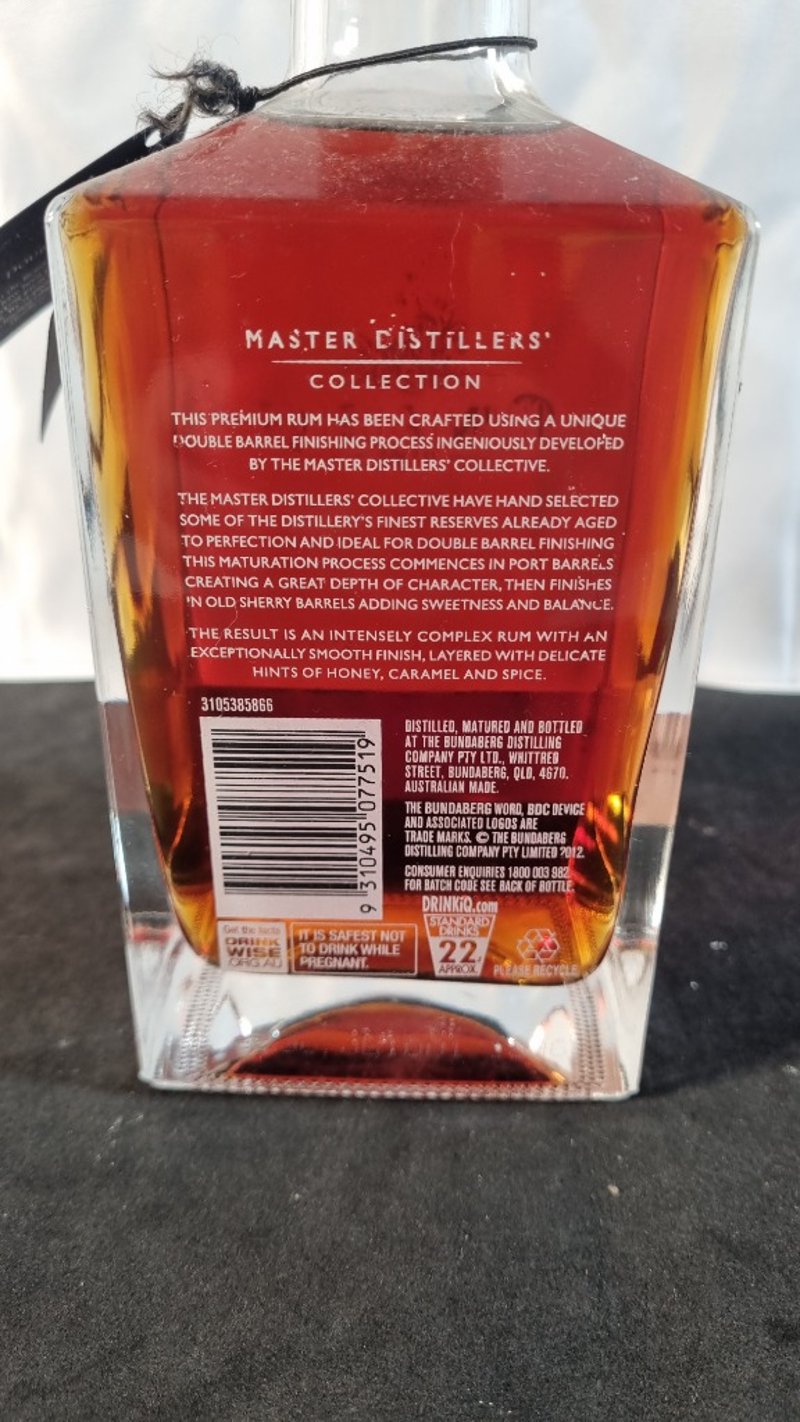 MASTER DISTILLERS'
COLLECTION
THIS PREMIUM RUM HAS BEEN CRAFTED USING A UNIQUE
DOUBLE BARREL FINISHING PROCESS INGENIOUSLY DEVELOPED
BY THE MASTER DISTILLERS' COLLECTIVE.
THE MASTER DISTILLERS' COLLECTIVE HAVE HAND SELECTED
SOME OF THE DISTILLERY'S FINEST RESERVES ALREADY AGED
TO PERFECTION AND IDEAL FOR DOUBLE BARREL FINISHING
THIS MATURATION PROCESS COMMENCES IN PORT BARRELS
CREATING A GREAT DEPTH OF CHARACTER, THEN FINISHES
IN OLD SHERRY BARRELS ADDING SWEETNESS AND BALANCE.
THE RESULT IS AN INTENSELY COMPLEX RUM WITH AN
EXCEPTIONALLY SMOOTH FINISH, LAYERED WITH DELICATE
HINTS OF HONEY, CARAMEL AND SPICE.
3105385866
9 310495 077519
DISTILLED, MATURED AND BOTTLED
AT THE BUNDABERG DISTILLING
COMPANY PTY LTD., WHITTRED
STREET, BUNDABERG, QLD, 4670.
AUSTRALIAN MADE.
THE BUNDABERG WORD, BDC DEVICE
AND ASSOCIATED LOGOS ARE
TRADE MARKS. © THE BUNDABERG
DISTILLING COMPANY PTY LIMITED 2012.
CONSUMER ENQUIRIES 1800 003 982
FOR BATCH CODE SEE BACK OF BOTTLE.
DRINKiQ.com
Get the facts
DRINK
WISE
.ORG.AU
IT IS SAFEST NOT
TO DRINK WHILE
PREGNANT.
STANDARD
DRINKS
22
APPROX
PLEASE RECYCLE